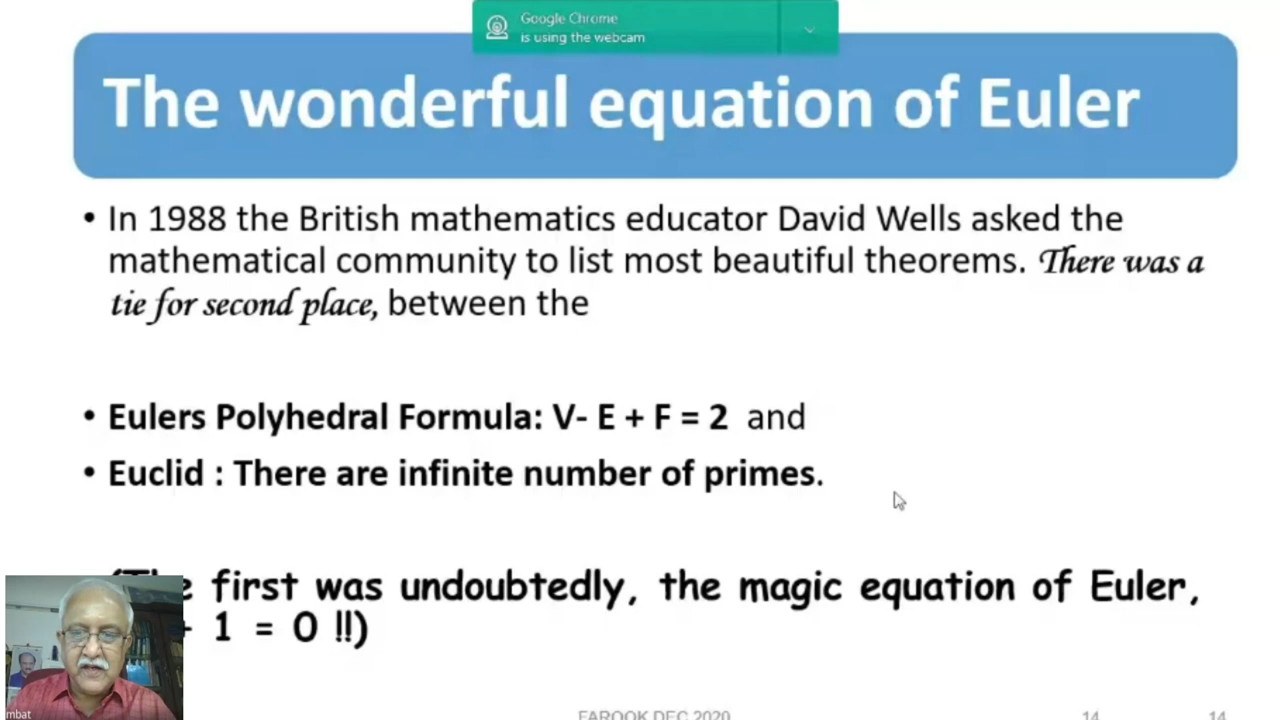 Google Chrome
is using the webcam
The wonderful equation of Euler
• In 1988 the British mathematics educator David Wells asked the
mathematical community to list most beautiful theorems. There was a
tie for second place, between the
• Eulers Polyhedral Formula: V- E + F = 2 and
• Euclid : There are infinite number of primes.
first was undoubtedly, the magic equation of Euler,
+ 1 = 0 !!)
mbat
FAROOK DEC 2020
14
14